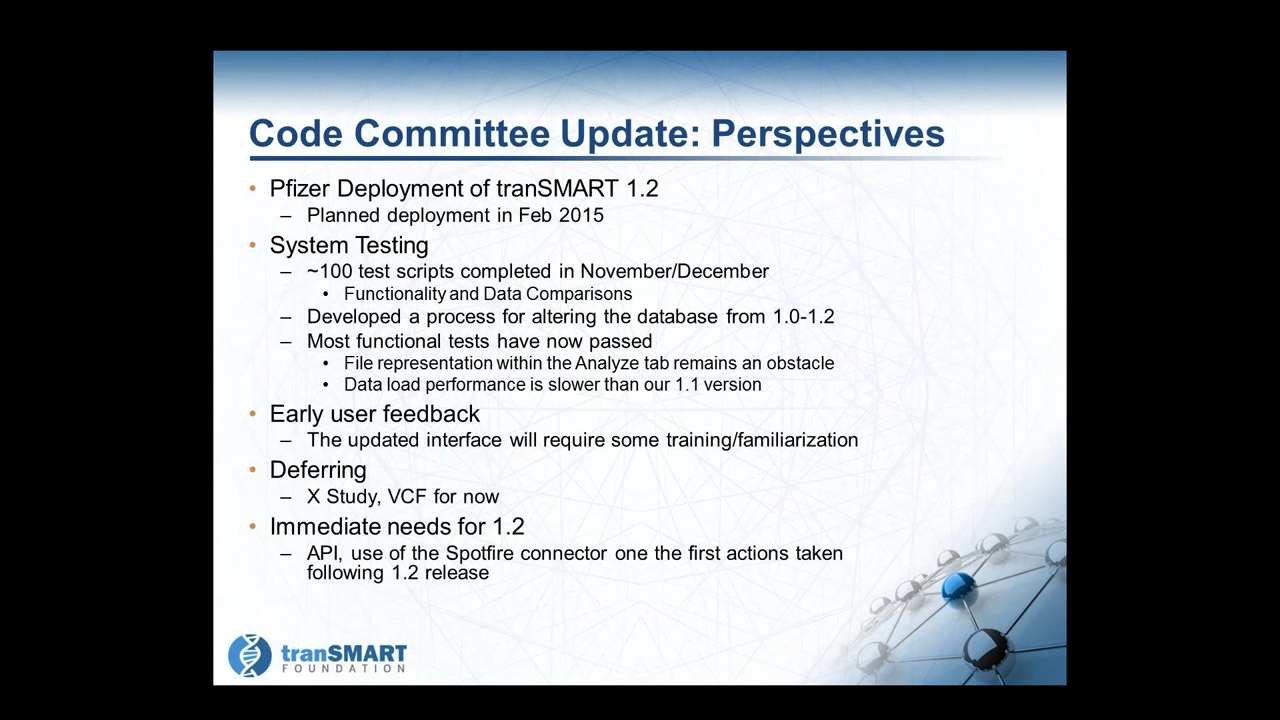 Code Committee Update: Perspectives
• Pfizer Deployment of tranSMART 1.2
– Planned deployment in Feb 2015
• System Testing
– ~100 test scripts completed in November/December
• Functionality and Data Comparisons
– Developed a process for altering the database from 1.0-1.2
– Most functional tests have now passed
• File representation within the Analyze tab remains an obstacle
• Data load performance is slower than our 1.1 version
• Early user feedback
– The updated interface will require some training/familiarization
• Deferring
– X Study, VCF for now
• Immediate needs for 1.2
– API, use of the Spotfire connector one the first actions taken
following 1.2 release
tranSMART
FOUNDATION